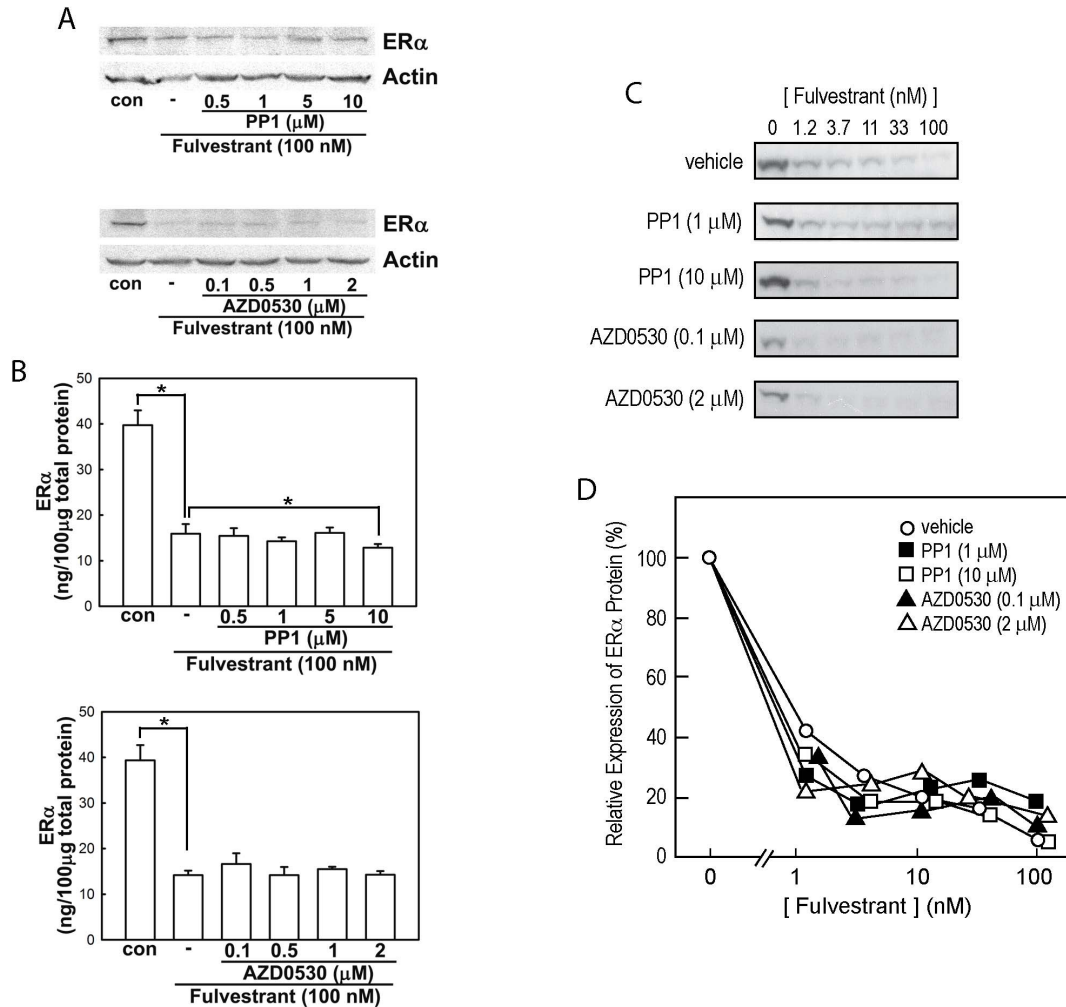 A
ERα
Actin
con - 0.5 1 5 10
PP1 (μM)
Fulvestrant (100 nM)
ERα
Actin
con - 0.1 0.5 1 2
AZD0530 (μM)
Fulvestrant (100 nM)
B
ERα
(ng/100μg total protein)
50
40
30
20
10
0
*
*
con - 0.5 1 5 10
PP1 (μM)
Fulvestrant (100 nM)
ERα
(ng/100μg total protein)
50
40
30
20
10
0
*
con - 0.1 0.5 1 2
AZD0530 (μM)
Fulvestrant (100 nM)
C
[ Fulvestrant (nM) ]
0 1.2 3.7 11 33 100
vehicle
PP1 (1 μM)
PP1 (10 μM)
AZD0530 (0.1 μM)
AZD0530 (2 μM)
D
Relative Expression of ERα Protein (%)
100
80
60
40
20
0
vehicle
PP1 (1 μM)
PP1 (10 μM)
AZD0530 (0.1 μM)
AZD0530 (2 μM)
0 1 10 100
[ Fulvestrant ] (nM)